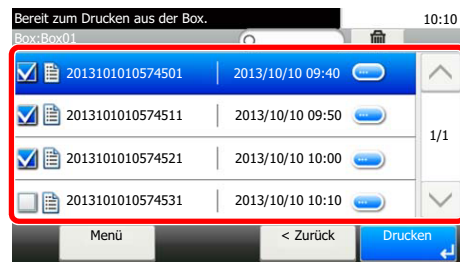 Bereit zum Drucken aus der Box. 10:10
Box:Box01
2013101010574501 2013/10/10 09:40
2013101010574511 2013/10/10 09:50
1/1
2013101010574521 2013/10/10 10:00
2013101010574531 2013/10/10 10:10
Menü < Zurück Drucken